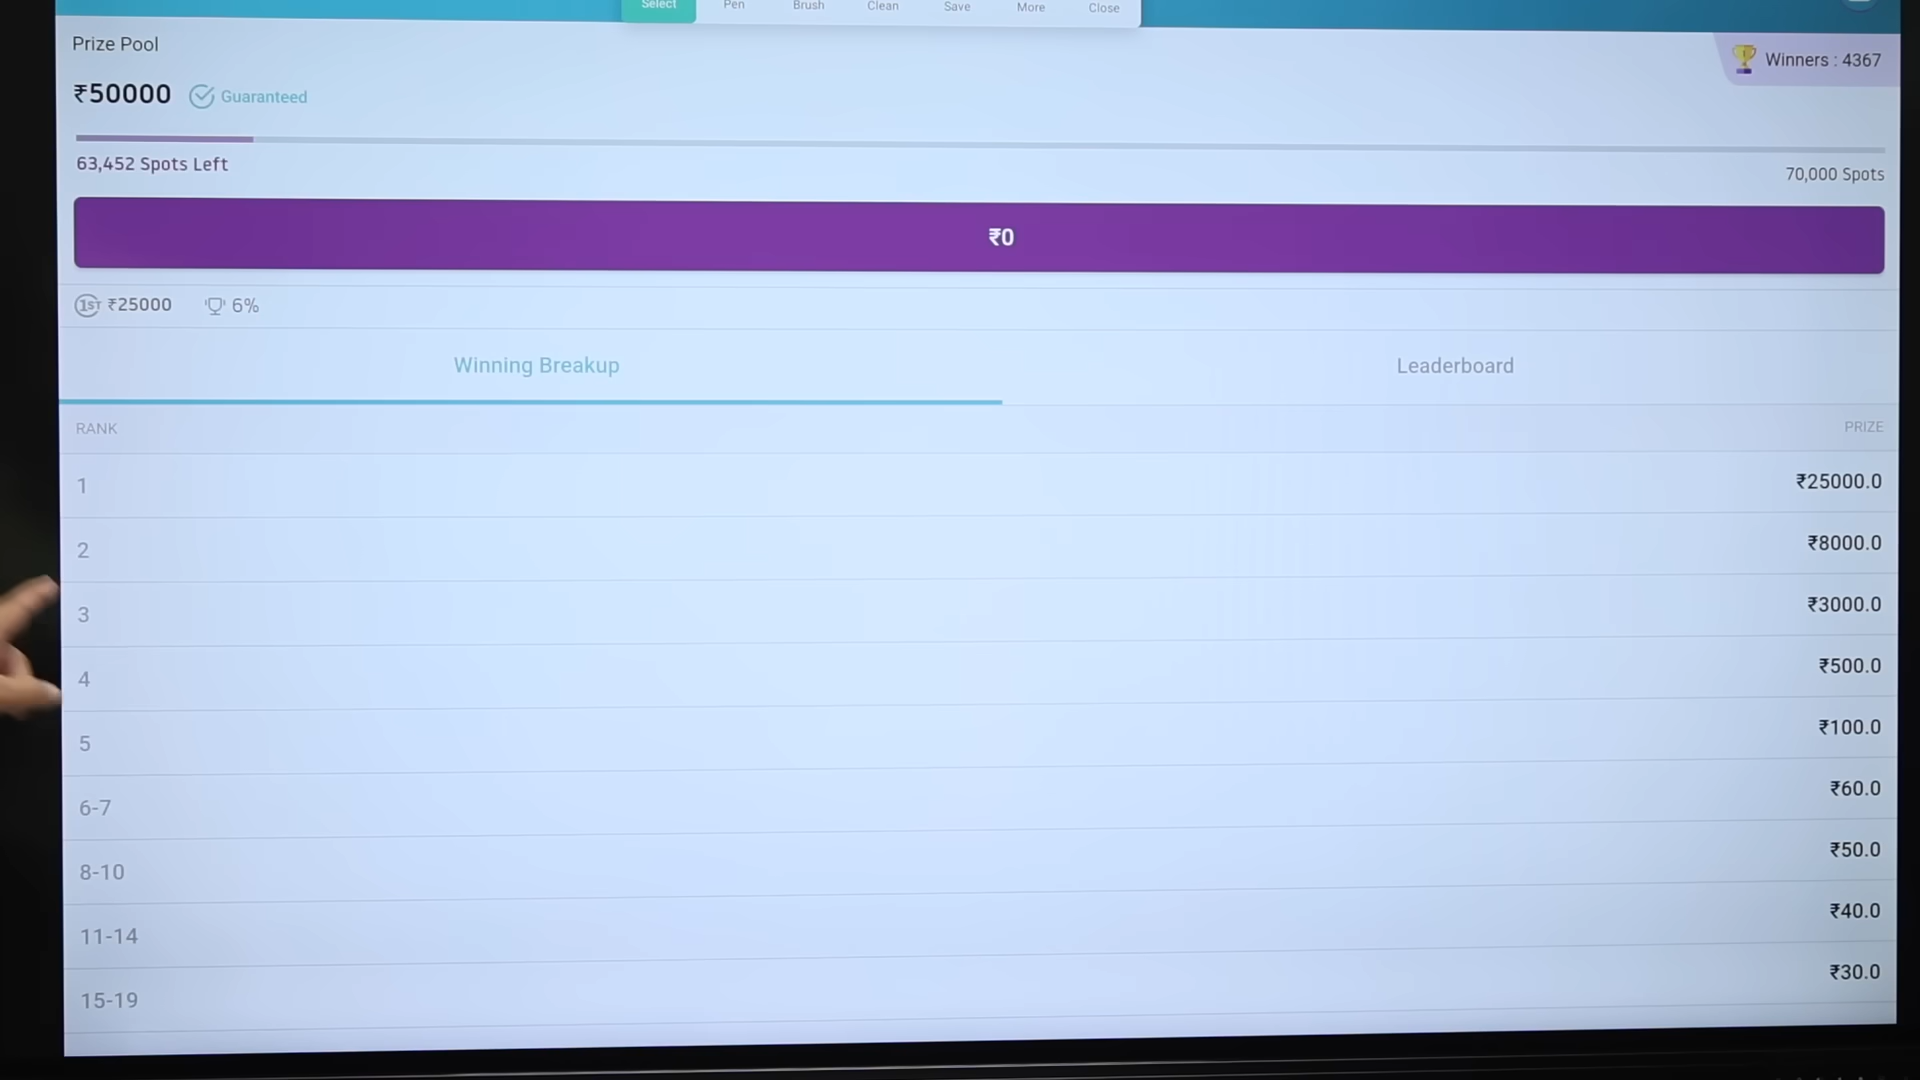 Select Pen Brush Clean Save More Close
Prize Pool
Winners : 4367
₹50000 Guaranteed
63,452 Spots Left
70,000 Spots
₹0
1ST ₹25000 6%
Winning Breakup Leaderboard
RANK PRIZE
1 ₹25000.0
2 ₹8000.0
3 ₹3000.0
4 ₹500.0
5 ₹100.0
6-7 ₹60.0
8-10 ₹50.0
11-14 ₹40.0
15-19 ₹30.0